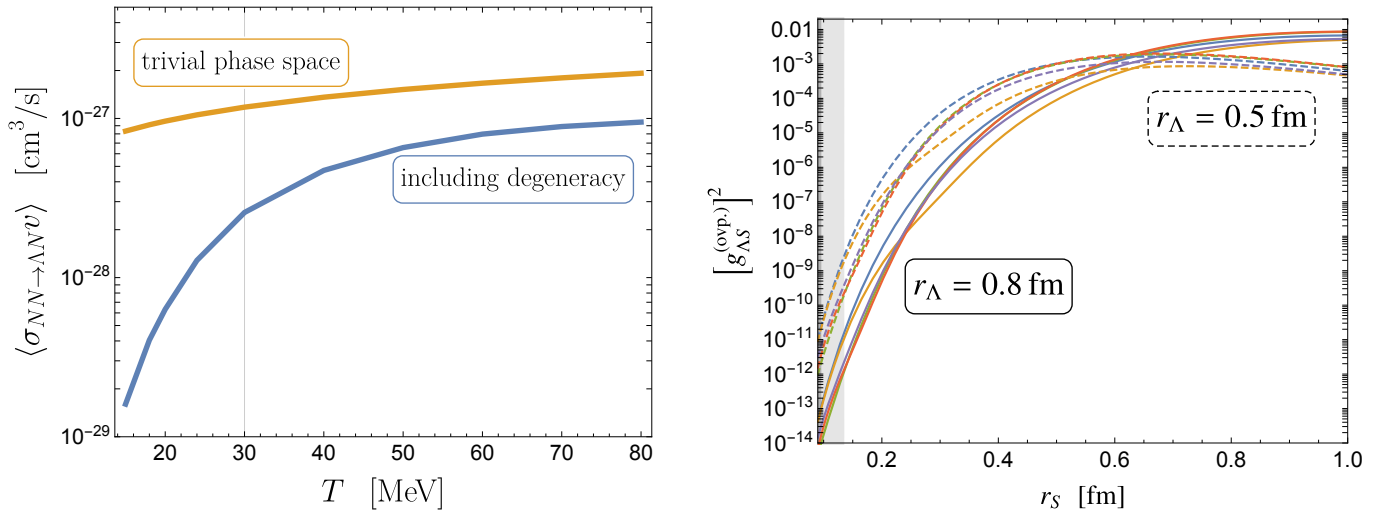 10⁻²⁷
10⁻²⁸
10⁻²⁹
⟨σ_{NN→ΛN}v⟩ [cm³/s]
trivial phase space
including degeneracy
20 30 40 50 60 70 80
T [MeV]
0.01
10⁻³
10⁻⁴
10⁻⁵
10⁻⁶
10⁻⁷
10⁻⁸
10⁻⁹
10⁻¹⁰
10⁻¹¹
10⁻¹²
10⁻¹³
10⁻¹⁴
[g_{ΛS}^{(ovp.)}]²
r_Λ = 0.5 fm
r_Λ = 0.8 fm
0.2 0.4 0.6 0.8 1.0
r_S [fm]